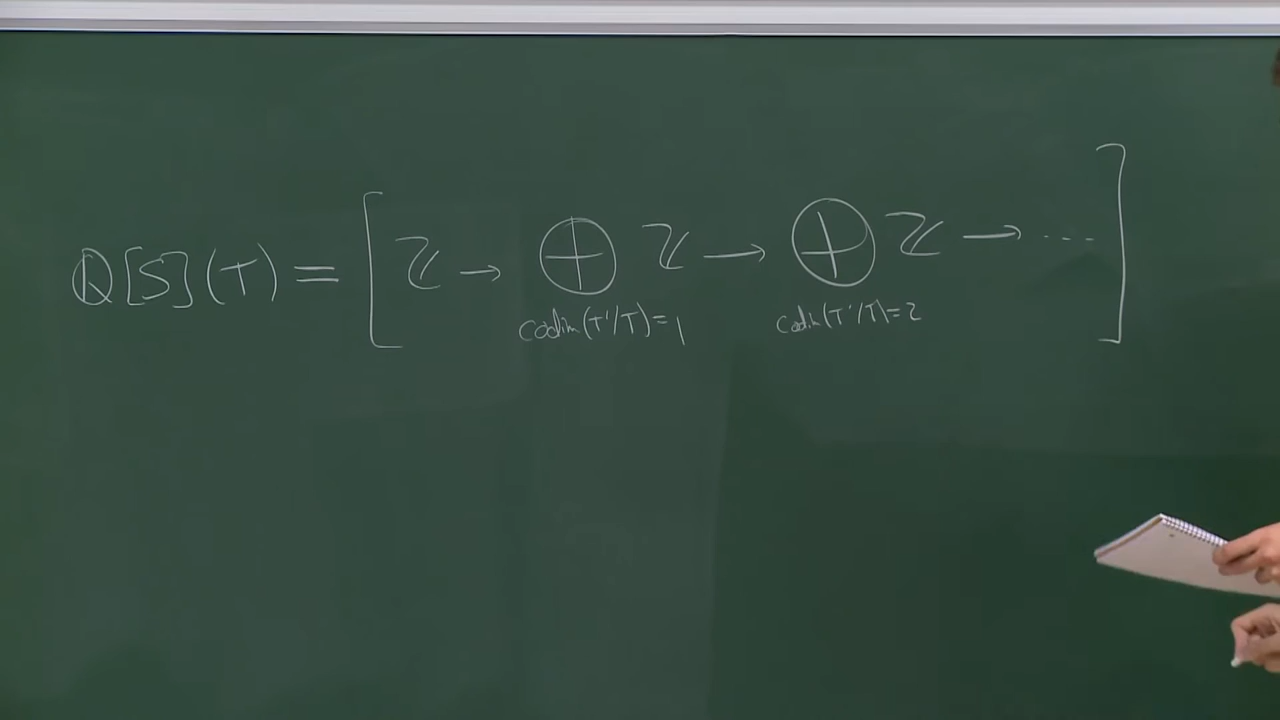 Q[S](T) = [ ℤ → ⊕ ℤ → ⊕ ℤ → ... ]
codim(T'/T)=1 codim(T'/T)=2